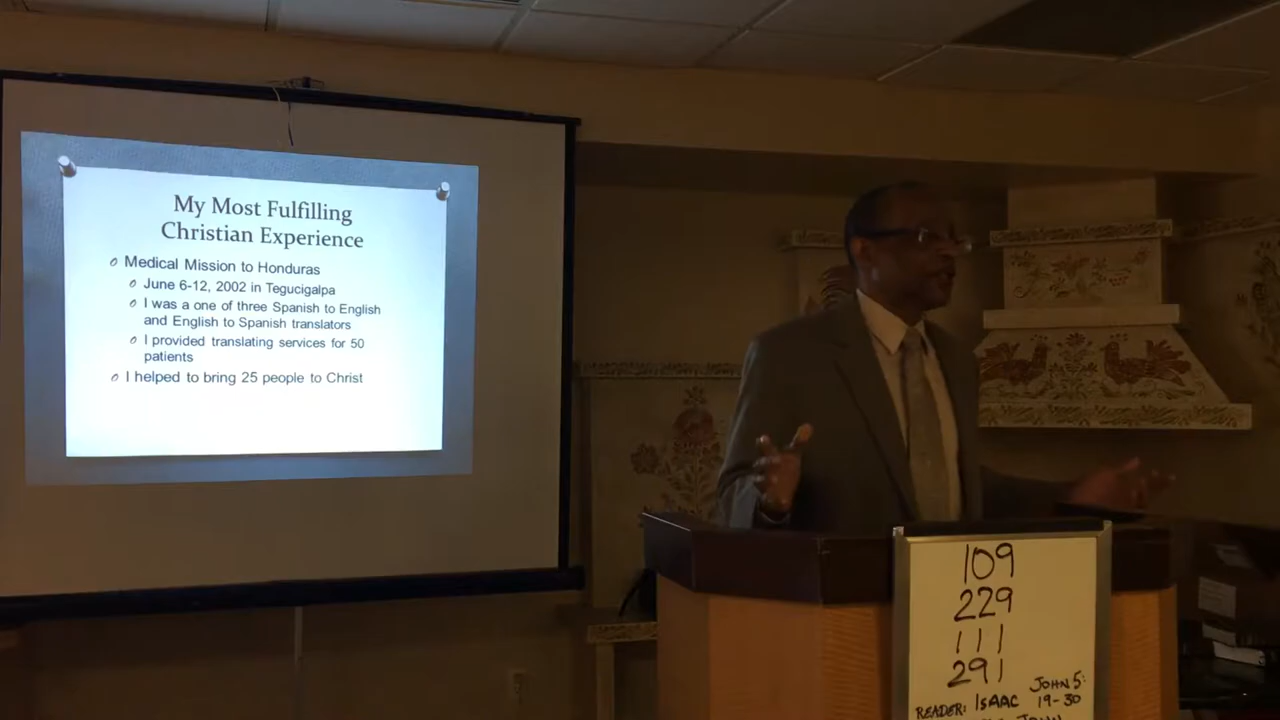 My Most Fulfilling
Christian Experience
Medical Mission to Honduras
June 6-12, 2002 in Tegucigalpa
I was a one of three Spanish to English
and English to Spanish translators
I provided translating services for 50
patients
I helped to bring 25 people to Christ
109
229
111
291
JOHN 5:
READER: ISAAC 19-30
JOHN